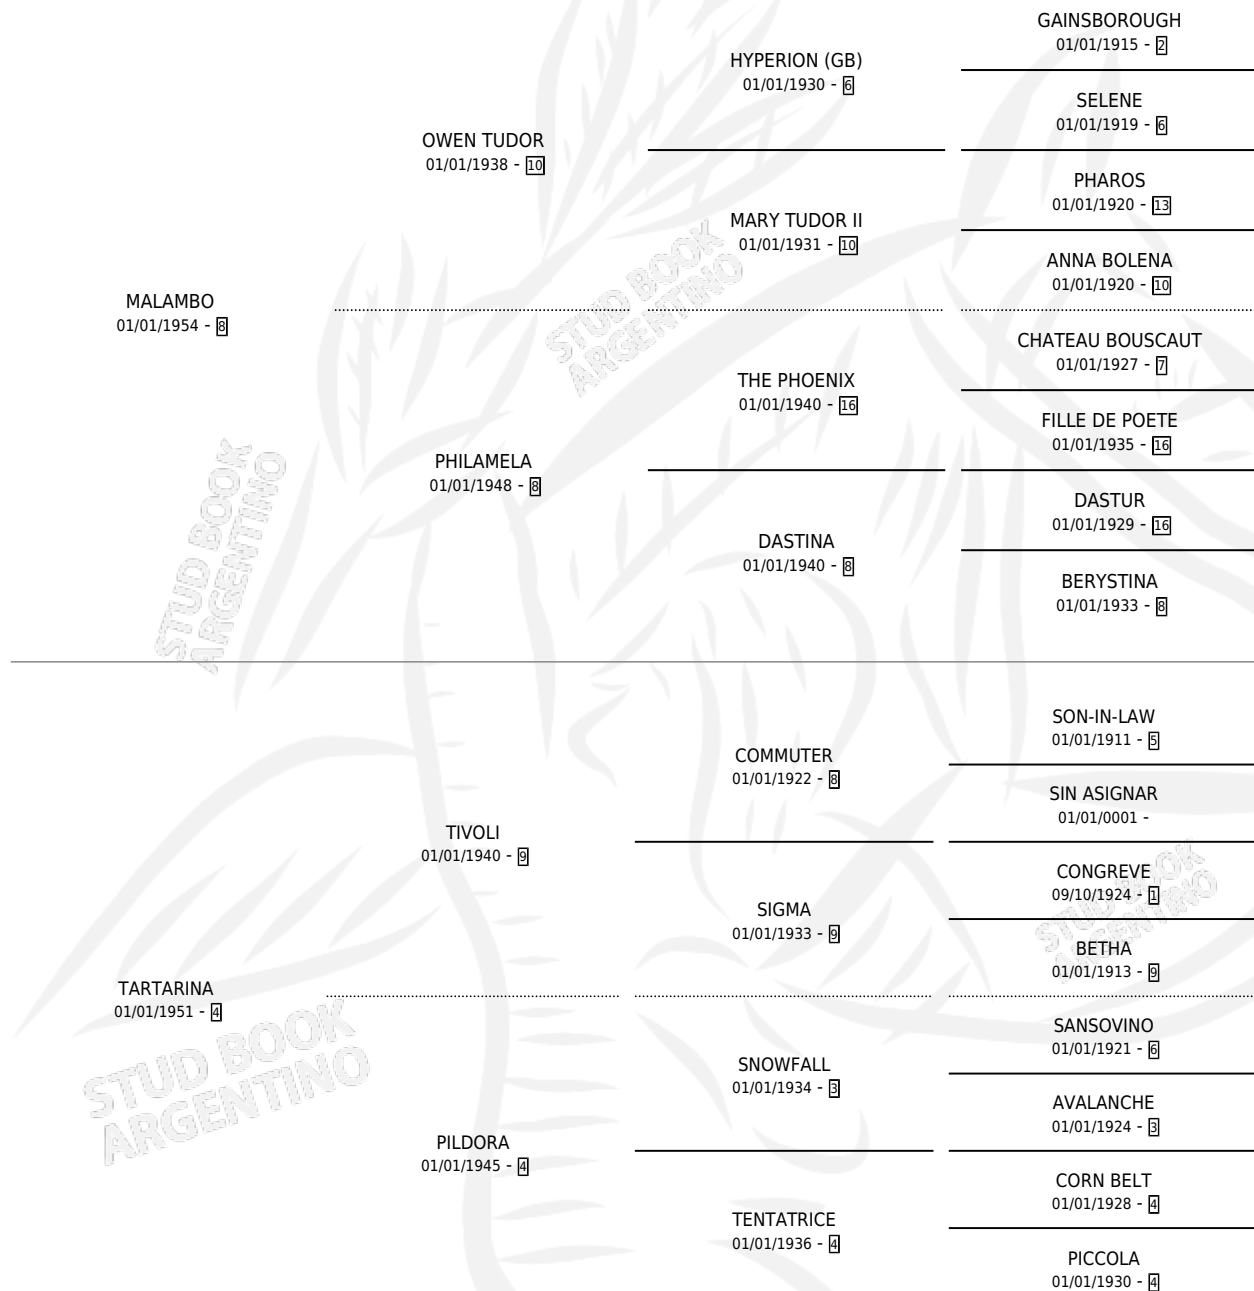 GAINSBOROUGH
01/01/1915 - 2
HYPERION (GB)
01/01/1930 - 6
SELENE
01/01/1919 - 6
OWEN TUDOR
01/01/1938 - 10
PHAROS
01/01/1920 - 13
MARY TUDOR II
01/01/1931 - 10
ANNA BOLENA
01/01/1920 - 10
MALAMBO
01/01/1954 - 8
CHATEAU BOUSCAUT
01/01/1927 - 7
THE PHOENIX
01/01/1940 - 16
FILLE DE POETE
01/01/1935 - 16
PHILAMELA
01/01/1948 - 8
DASTUR
01/01/1929 - 16
DASTINA
01/01/1940 - 8
BERYSTINA
01/01/1933 - 8
SON-IN-LAW
01/01/1911 - 5
COMMUTER
01/01/1922 - 8
SIN ASIGNAR
01/01/0001 -
TIVOLI
01/01/1940 - 9
CONGREVE
09/10/1924 - 1
SIGMA
01/01/1933 - 9
BETHA
01/01/1913 - 9
TARTARINA
01/01/1951 - 4
SANSOVINO
01/01/1921 - 6
SNOWFALL
01/01/1934 - 3
AVALANCHE
01/01/1924 - 3
PILDORA
01/01/1945 - 4
CORN BELT
01/01/1928 - 4
TENTATRICE
01/01/1936 - 4
PICCOLA
01/01/1930 - 4
STUD BOOK
ARGENTINO
STUD BOOK
ARGENTINO
STUD BOOK
ARGENTINO
STUD BOOK
ARGENTINO